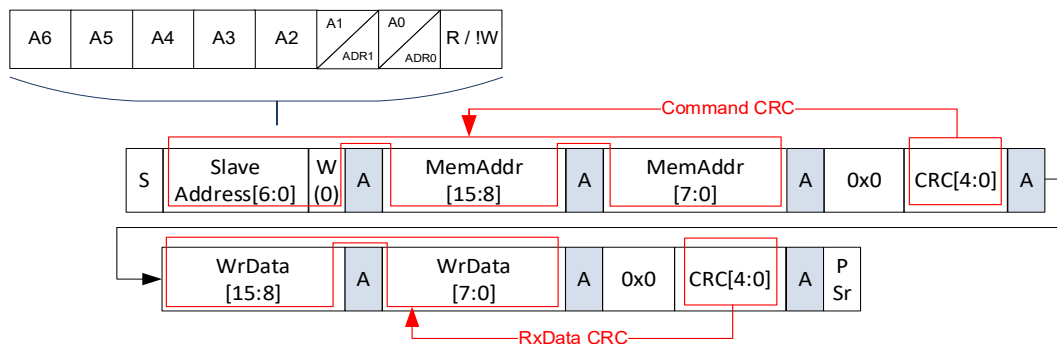 A6 A5 A4 A3 A2 A1 ADR1 A0 ADR0 R / !W
Command CRC
S Slave Address[6:0] W (0) A MemAddr [15:8] A MemAddr [7:0] A 0x0 CRC[4:0] A
WrData [15:8] A WrData [7:0] A 0x0 CRC[4:0] A P Sr
RxData CRC